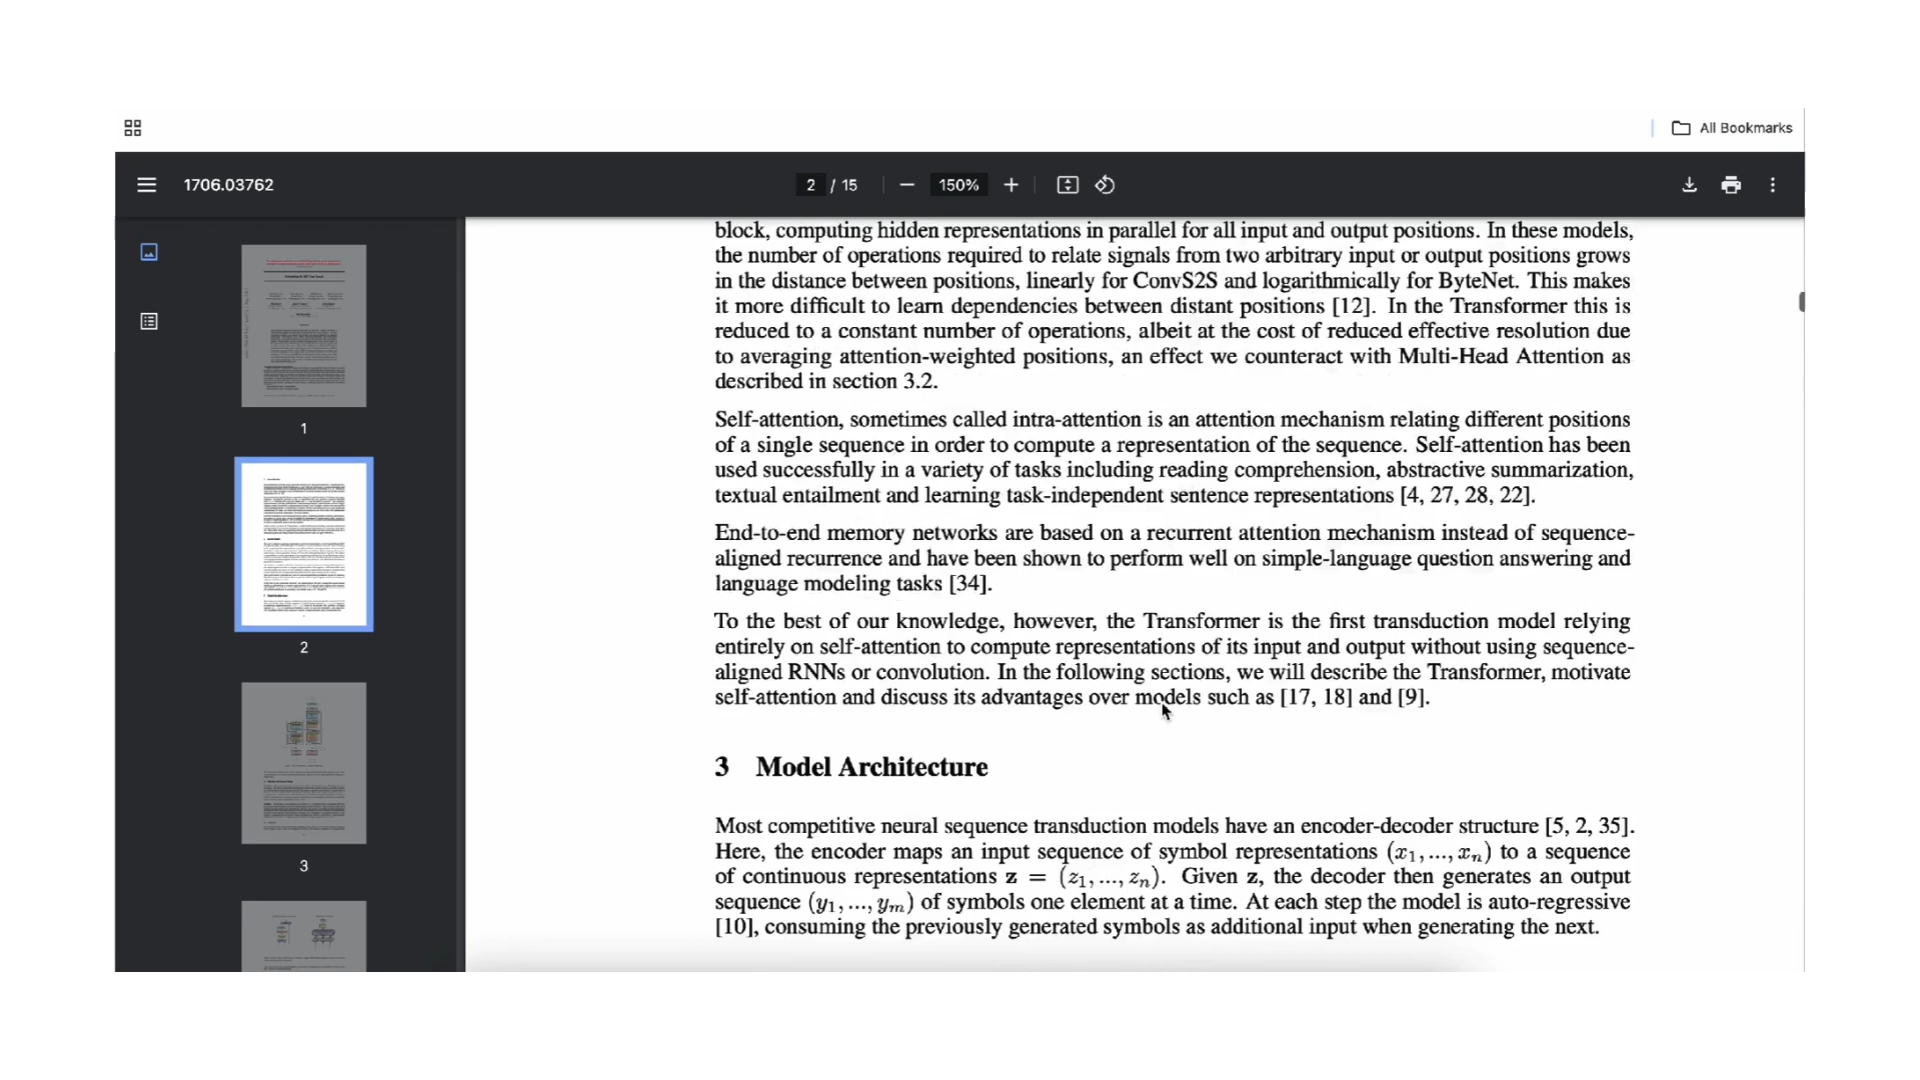 All Bookmarks
1706.03762
2 / 15
150%
1
2
3
block, computing hidden representations in parallel for all input and output positions. In these models,
the number of operations required to relate signals from two arbitrary input or output positions grows
in the distance between positions, linearly for ConvS2S and logarithmically for ByteNet. This makes
it more difficult to learn dependencies between distant positions [12]. In the Transformer this is
reduced to a constant number of operations, albeit at the cost of reduced effective resolution due
to averaging attention-weighted positions, an effect we counteract with Multi-Head Attention as
described in section 3.2.
Self-attention, sometimes called intra-attention is an attention mechanism relating different positions
of a single sequence in order to compute a representation of the sequence. Self-attention has been
used successfully in a variety of tasks including reading comprehension, abstractive summarization,
textual entailment and learning task-independent sentence representations [4, 27, 28, 22].
End-to-end memory networks are based on a recurrent attention mechanism instead of sequence-
aligned recurrence and have been shown to perform well on simple-language question answering and
language modeling tasks [34].
To the best of our knowledge, however, the Transformer is the first transduction model relying
entirely on self-attention to compute representations of its input and output without using sequence-
aligned RNNs or convolution. In the following sections, we will describe the Transformer, motivate
self-attention and discuss its advantages over models such as [17, 18] and [9].
3 Model Architecture
Most competitive neural sequence transduction models have an encoder-decoder structure [5, 2, 35].
Here, the encoder maps an input sequence of symbol representations (x₁, ..., xₙ) to a sequence
of continuous representations z = (z₁, ..., zₙ). Given z, the decoder then generates an output
sequence (y₁, ..., yₘ) of symbols one element at a time. At each step the model is auto-regressive
[10], consuming the previously generated symbols as additional input when generating the next.